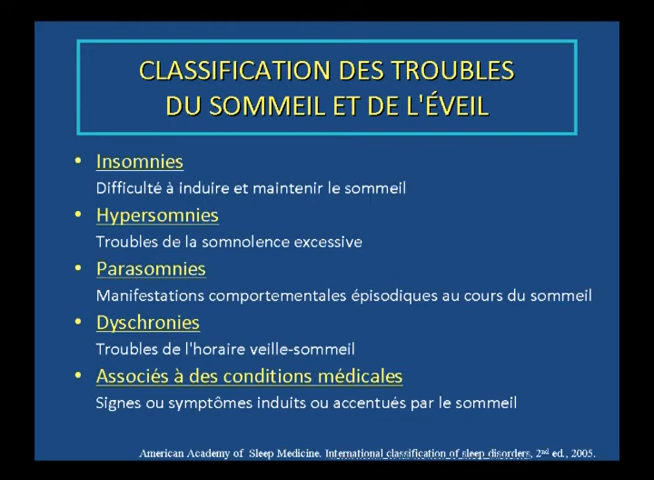 CLASSIFICATION DES TROUBLES
DU SOMMEIL ET DE L'ÉVEIL
• Insomnies
Difficulté à induire et maintenir le sommeil
• Hypersomnies
Troubles de la somnolence excessive
• Parasomnies
Manifestations comportementales épisodiques au cours du sommeil
• Dyschronies
Troubles de l'horaire veille-sommeil
• Associés à des conditions médicales
Signes ou symptômes induits ou accentués par le sommeil
American Academy of Sleep Medicine. International classification of sleep disorders, 2nd ed., 2005.